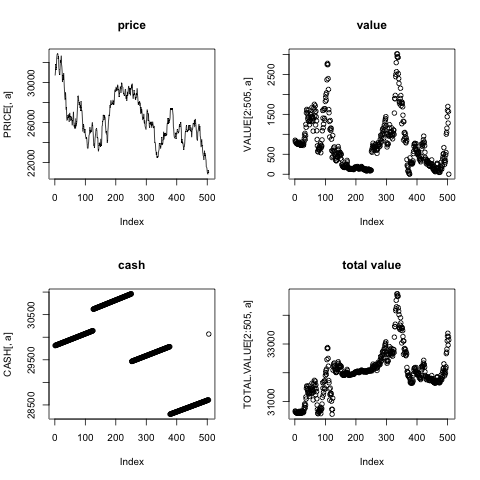 price
PRICE[, a]
22000 26000 30000
0 100 200 300 400 500
Index
value
VALUE[2:505, a]
0 500 1500 2500
0 100 200 300 400 500
Index
cash
CASH[, a]
28500 29500 30500
0 100 200 300 400 500
Index
total value
TOTAL.VALUE[2:505, a]
31000 33000
0 100 200 300 400 500
Index